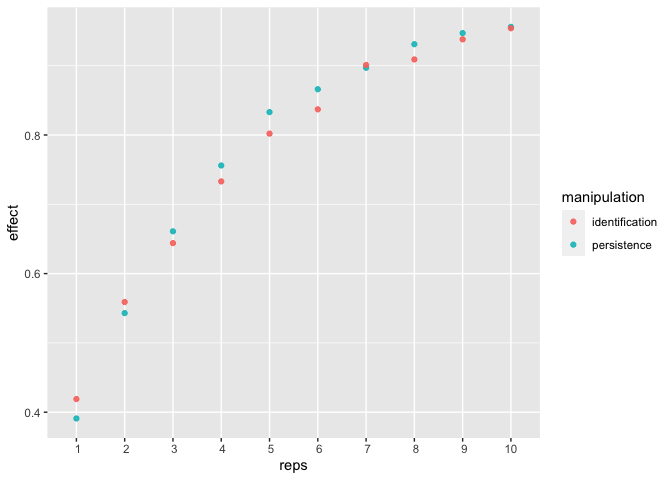 effect
0.8
0.6
0.4
1 2 3 4 5 6 7 8 9 10
reps
manipulation
identification
persistence